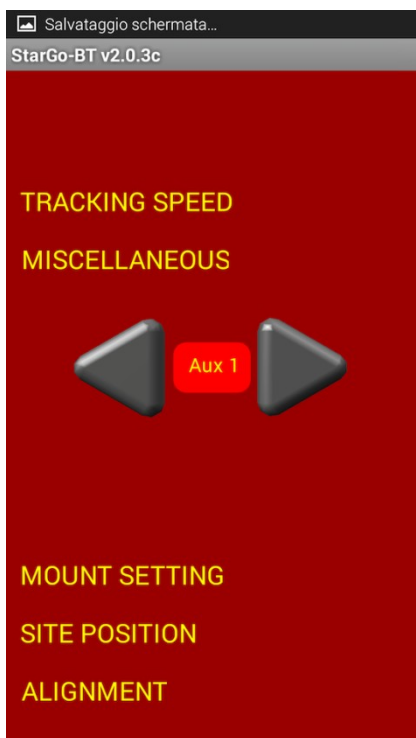 Salvataggio schermata...
StarGo-BT v2.0.3c
TRACKING SPEED
MISCELLANEOUS
Aux 1
MOUNT SETTING
SITE POSITION
ALIGNMENT